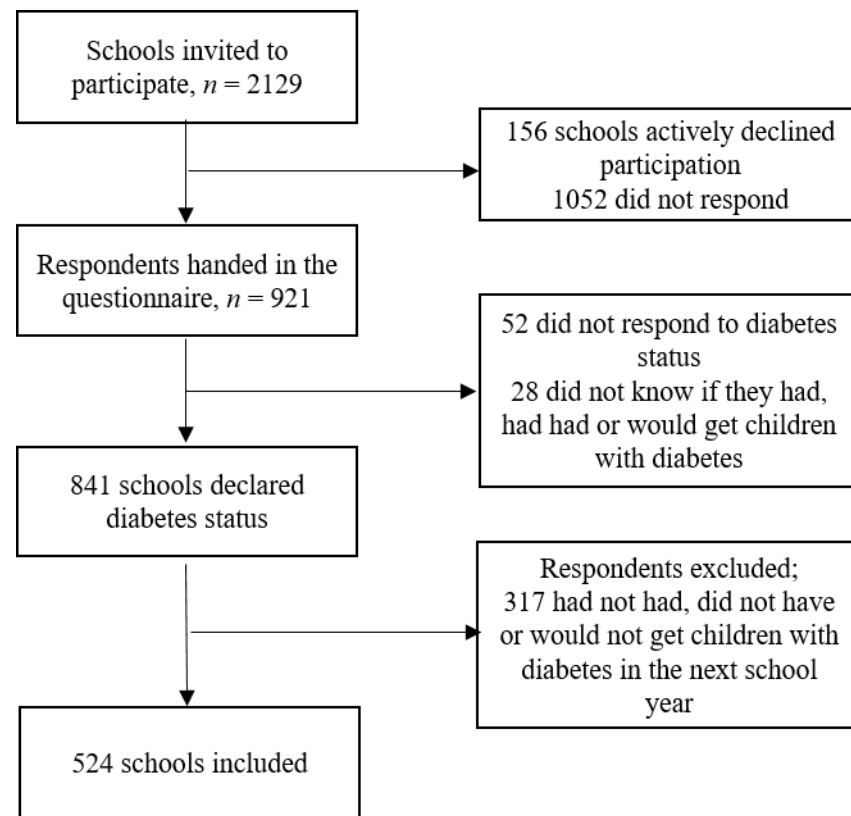 Schools invited to
participate, n = 2129
156 schools actively declined
participation
1052 did not respond
Respondents handed in the
questionnaire, n = 921
52 did not respond to diabetes
status
28 did not know if they had,
had had or would get children
with diabetes
841 schools declared
diabetes status
Respondents excluded;
317 had not had, did not have
or would not get children with
diabetes in the next school
year
524 schools included